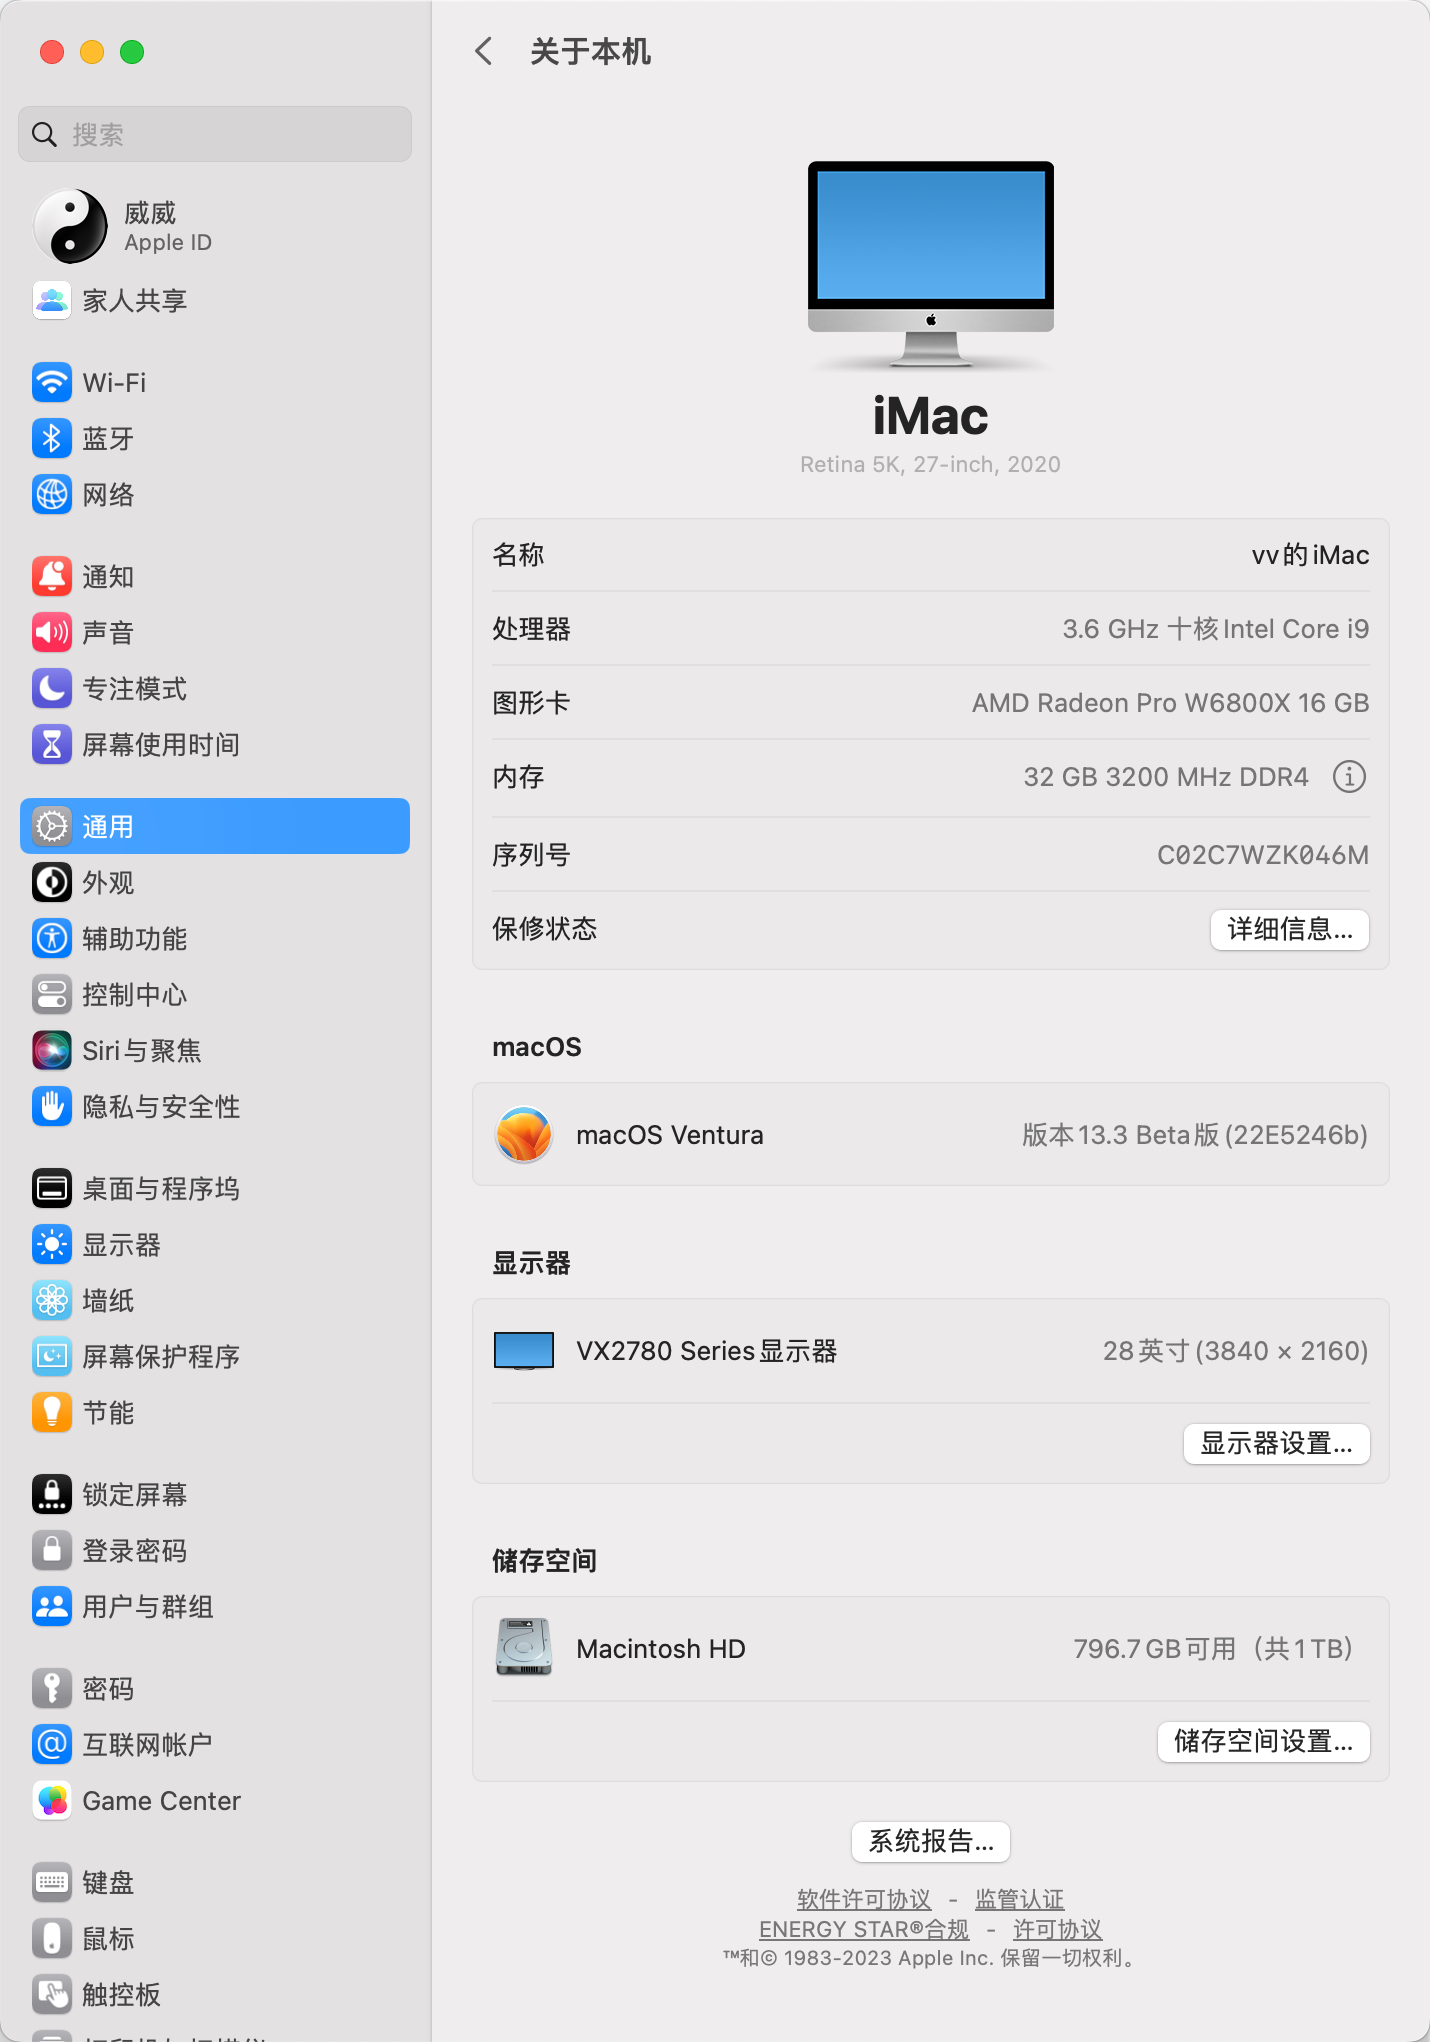 搜索
威威
Apple ID
家人共享
Wi-Fi
蓝牙
网络
通知
声音
专注模式
屏幕使用时间
通用
外观
辅助功能
控制中心
Siri与聚焦
隐私与安全性
桌面与程序坞
显示器
墙纸
屏幕保护程序
节能
锁定屏幕
登录密码
用户与群组
密码
互联网帐户
Game Center
键盘
鼠标
触控板
关于本机
iMac
Retina 5K, 27-inch, 2020
名称 vv的iMac
处理器 3.6 GHz 十核Intel Core i9
图形卡 AMD Radeon Pro W6800X 16 GB
内存 32 GB 3200 MHz DDR4
序列号 C02C7WZK046M
保修状态 详细信息...
macOS
macOS Ventura 版本13.3 Beta版(22E5246b)
显示器
VX2780 Series显示器 28英寸(3840 × 2160)
显示器设置...
储存空间
Macintosh HD 796.7GB可用（共1TB）
储存空间设置...
系统报告...
软件许可协议 - 监管认证
ENERGY STAR®合规 - 许可协议
™和© 1983-2023 Apple Inc. 保留一切权利。